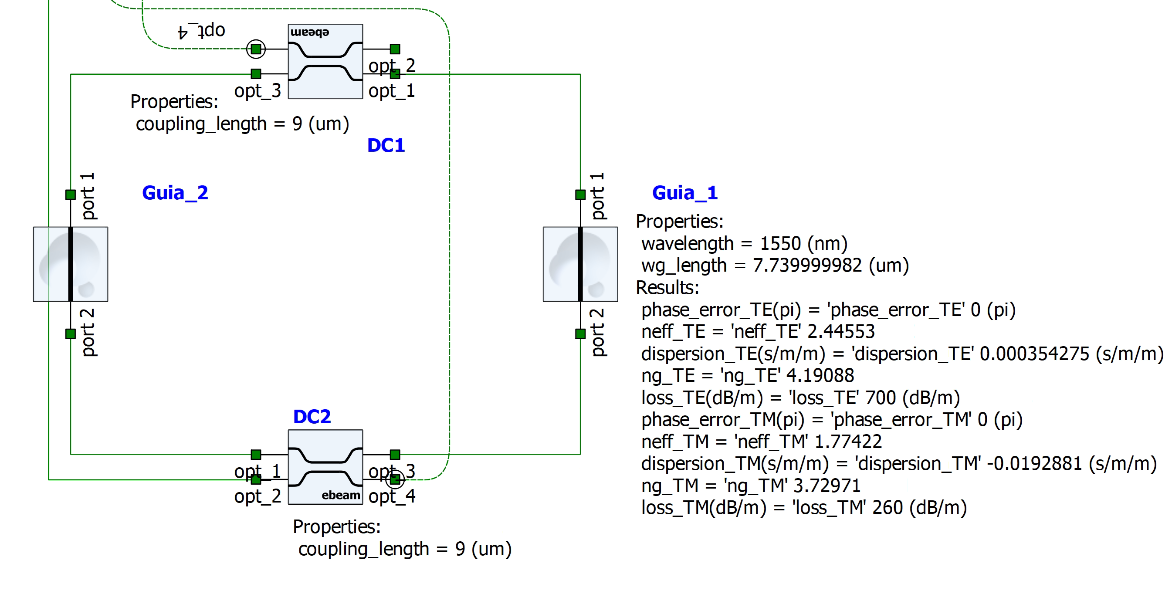 opt_4
ebeam
opt_2
opt_3
opt_1
Properties:
coupling_length = 9 (um)
DC1
port 1
Guia_2
port 2
port 1
Guia_1
port 2
Properties:
wavelength = 1550 (nm)
wg_length = 7.739999982 (um)
Results:
phase_error_TE(pi) = 'phase_error_TE' 0 (pi)
neff_TE = 'neff_TE' 2.44553
dispersion_TE(s/m/m) = 'dispersion_TE' 0.000354275 (s/m/m)
ng_TE = 'ng_TE' 4.19088
loss_TE(dB/m) = 'loss_TE' 700 (dB/m)
phase_error_TM(pi) = 'phase_error_TM' 0 (pi)
neff_TM = 'neff_TM' 1.77422
dispersion_TM(s/m/m) = 'dispersion_TM' -0.0192881 (s/m/m)
ng_TM = 'ng_TM' 3.72971
loss_TM(dB/m) = 'loss_TM' 260 (dB/m)
DC2
opt_1
opt_3
opt_2
ebeam
opt_4
Properties:
coupling_length = 9 (um)